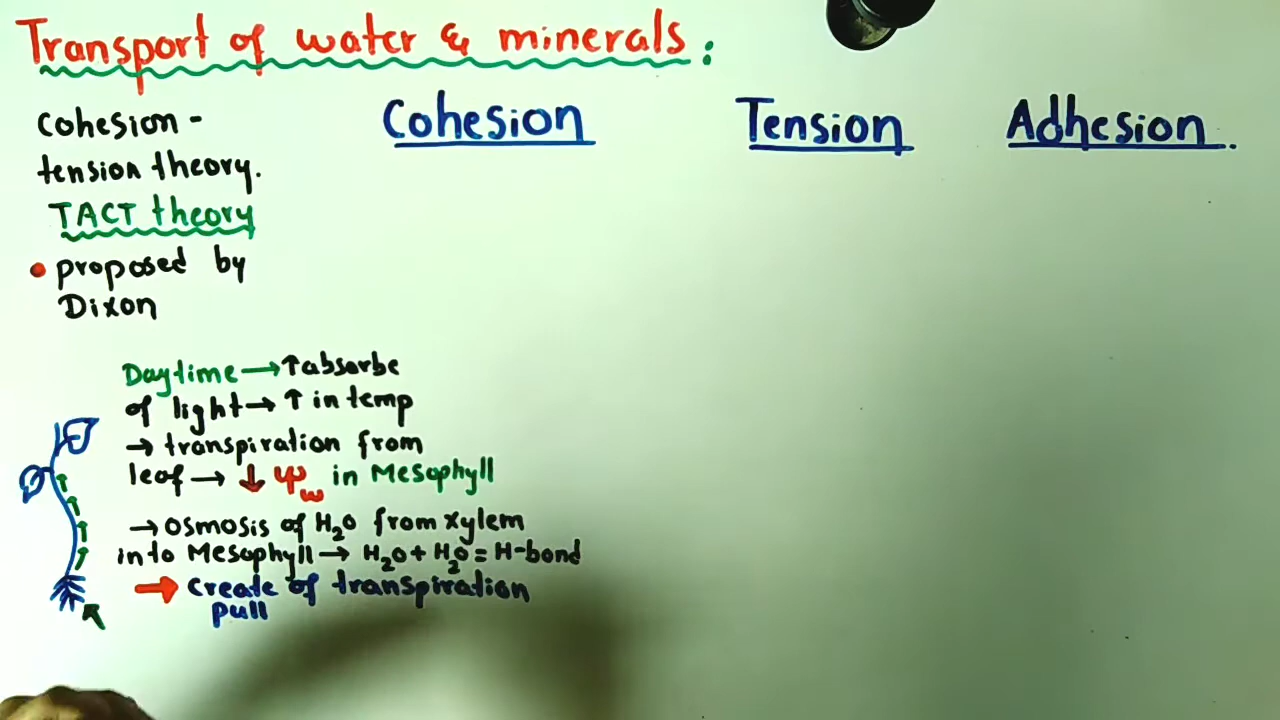 Transport of water & minerals :
Cohesion -
tension theory.
TACT theory
• proposed by
Dixon
Cohesion
Tension
Adhesion.
Daytime → ↑ absorbe
of light → ↑ in temp
→ transpiration from
leaf → ↓ Ψw in Mesophyll
→ osmosis of H₂O from xylem
into Mesophyll → H₂O + H₂O = H-bond
→ create of transpiration
pull